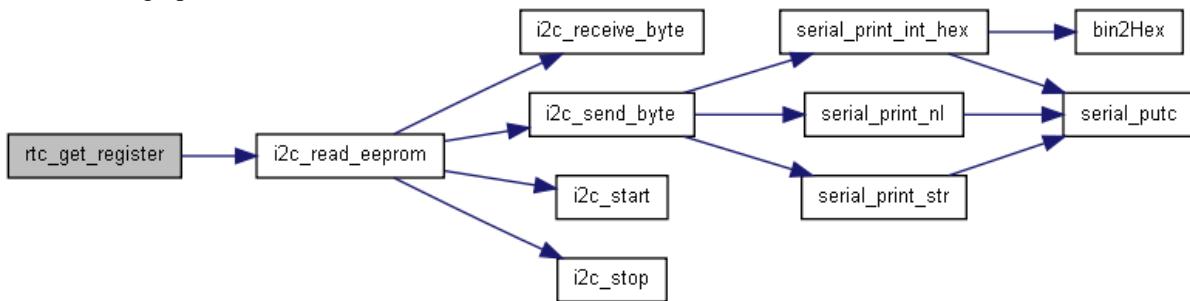 i2c_receive_byte
serial_print_int_hex
bin2Hex
i2c_send_byte
serial_print_nl
serial_putc
rtc_get_register
i2c_read_eeprom
i2c_start
serial_print_str
i2c_stop